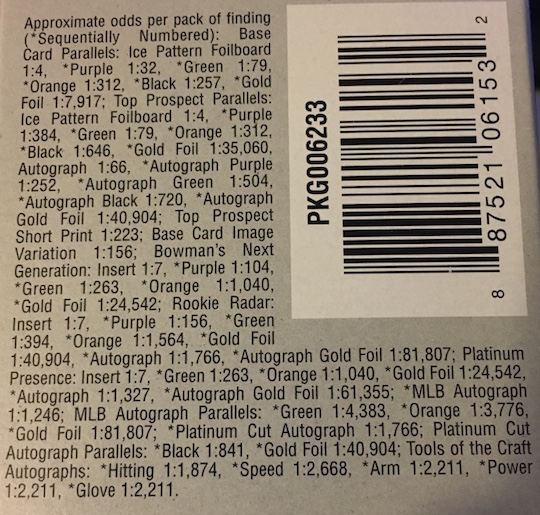 Approximate odds per pack of finding
(*Sequentially Numbered): Base
Card Parallels: Ice Pattern Foilboard
1:4, *Purple 1:32, *Green 1:79,
*Orange 1:312, *Black 1:257, *Gold
Foil 1:7,917; Top Prospect Parallels:
Ice Pattern Foilboard 1:4, *Purple
1:384, *Green 1:79, *Orange 1:312,
*Black 1:646, *Gold Foil 1:35,060,
Autograph 1:66, *Autograph Purple
1:252, *Autograph Green 1:504,
*Autograph Black 1:720, *Autograph
Gold Foil 1:40,904; Top Prospect
Short Print 1:223; Base Card Image
Variation 1:156; Bowman's Next
Generation: Insert 1:7, *Purple 1:104,
*Green 1:263, *Orange 1:1,040,
*Gold Foil 1:24,542; Rookie Radar:
Insert 1:7, *Purple 1:156, *Green
1:394, *Orange 1:1,564, *Gold Foil
1:40,904, *Autograph 1:1,766, *Autograph Gold Foil 1:81,807; Platinum
Presence: Insert 1:7, *Green 1:263, *Orange 1:1,040, *Gold Foil 1:24,542,
*Autograph 1:1,327, *Autograph Gold Foil 1:61,355; *MLB Autograph
1:1,246; MLB Autograph Parallels: *Green 1:4,383, *Orange 1:3,776,
*Gold Foil 1:81,807; *Platinum Cut Autograph 1:1,766; Platinum Cut
Autograph Parallels: *Black 1:841, *Gold Foil 1:40,904; Tools of the Craft
Autographs: *Hitting 1:1,874, *Speed 1:2,668, *Arm 1:2,211, *Power
1:2,211, *Glove 1:2,211.
PKG006233
8 87521 06153 2